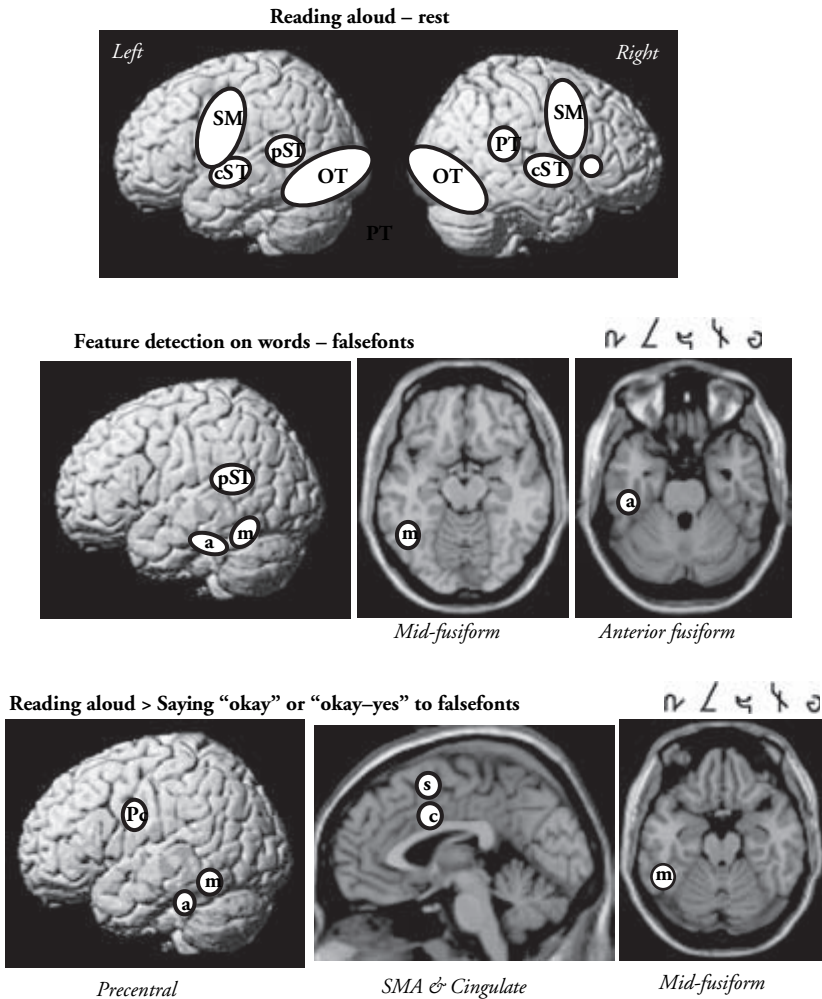 Reading aloud – rest
Left Right
SM SM
pST PT
cST OT OT cST
PT
Feature detection on words – falsefonts
pST
a m m a
Mid-fusiform Anterior fusiform
Reading aloud > Saying “okay” or “okay–yes” to falsefonts
s
Pc c
m m
a
Precentral SMA & Cingulate Mid-fusiform